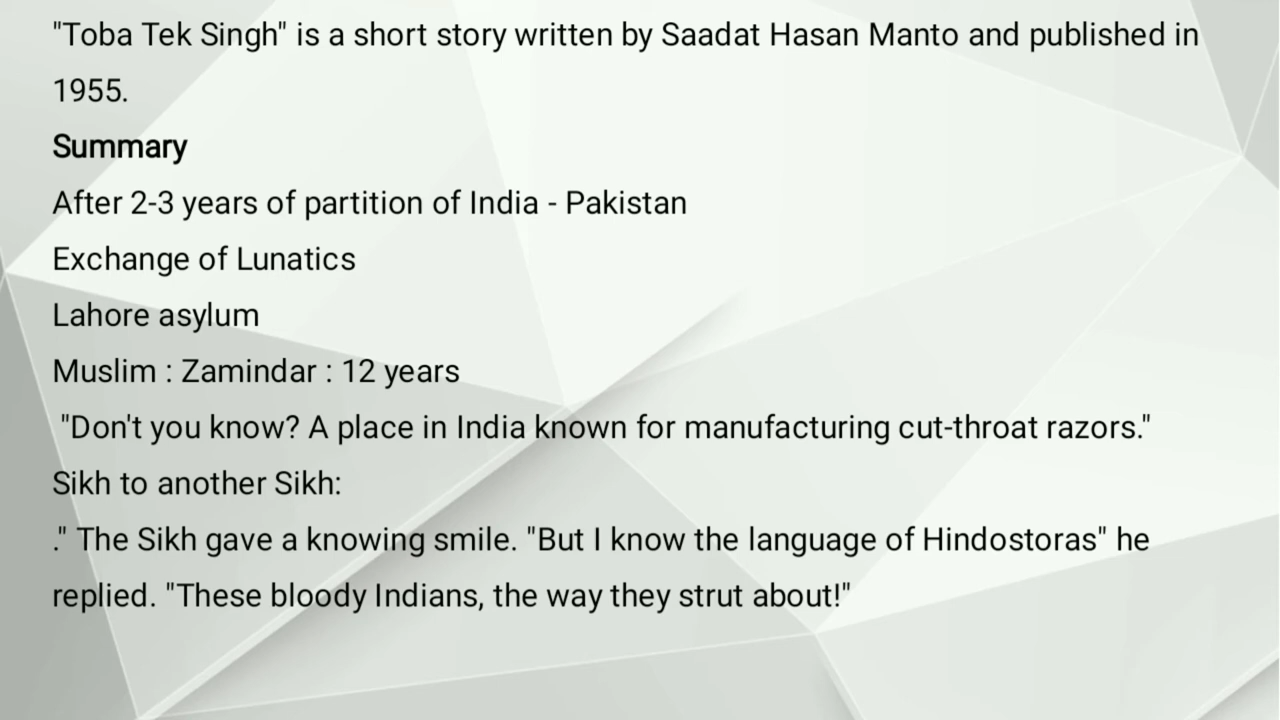 "Toba Tek Singh" is a short story written by Saadat Hasan Manto and published in
1955.
Summary
After 2-3 years of partition of India - Pakistan
Exchange of Lunatics
Lahore asylum
Muslim : Zamindar : 12 years
"Don't you know? A place in India known for manufacturing cut-throat razors."
Sikh to another Sikh:
." The Sikh gave a knowing smile. "But I know the language of Hindostoras" he
replied. "These bloody Indians, the way they strut about!"